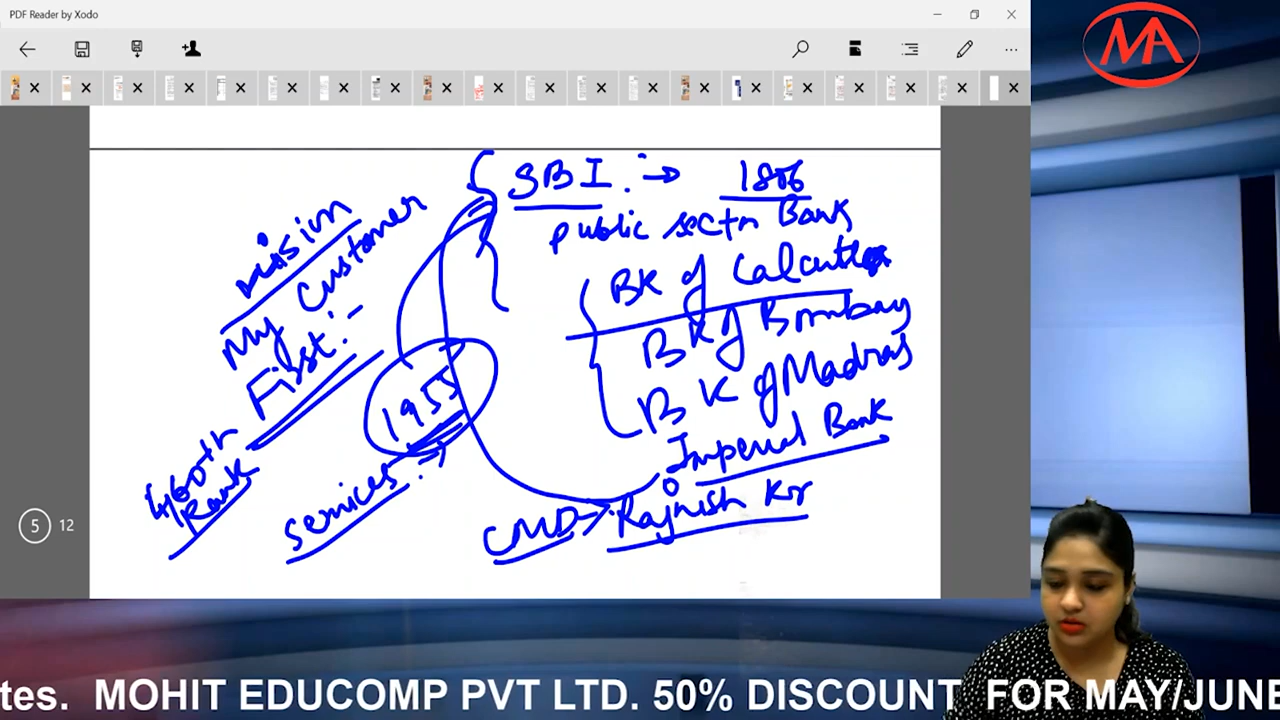 PDF Reader by Xodo
MA
SBI :→ 1806
public sector Bank
BK of Calcutta
BK of Bombay
BK of Madras
Imperial Bank
CMD → Rajnish Kr
My Customer
First :-
1955
460th
Rank
services :→
5 12
tes. MOHIT EDUCOMP PVT LTD. 50% DISCOUNT FOR MAY/JUNE